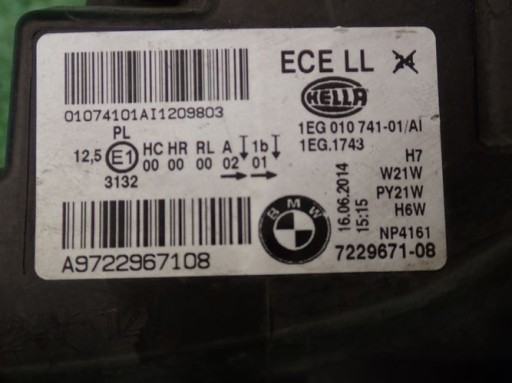 ECE LL
01074101AI1209803
HELLA
1EG 010 741-01/AI
1EG.1743
PL
12,5 E1 HC HR RL A 1b
00 00 00 02 01
3132
H7
W21W
PY21W
H6W
16.06.2014
15:15
BMW
NP4161
A9722967108
7229671-08